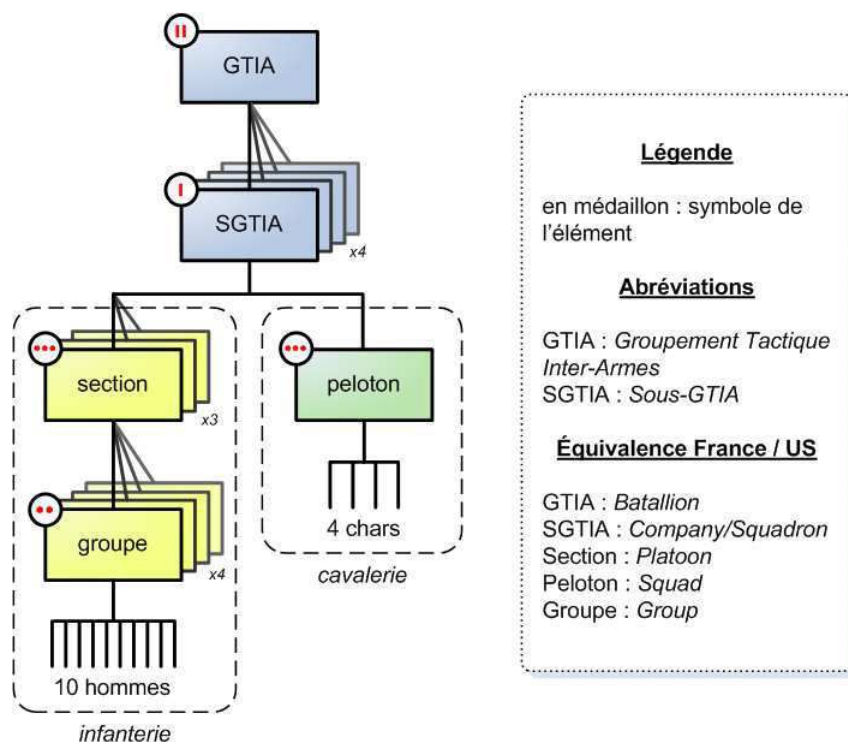 II
GTIA
I
SGTIA
x4
section
x3
groupe
x4
10 hommes
infanterie
peloton
4 chars
cavalerie
Légende
en médaillon : symbole de
l'élément
Abréviations
GTIA : Groupement Tactique
Inter-Armes
SGTIA : Sous-GTIA
Équivalence France / US
GTIA : Batallion
SGTIA : Company/Squadron
Section : Platoon
Peloton : Squad
Groupe : Group